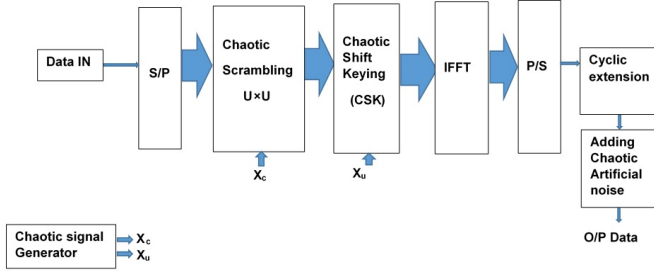 Data IN
S/P
Chaotic
Scrambling
U×U
Chaotic
Shift
Keying
(CSK)
IFFT
P/S
Cyclic
extension
Xc
Xu
Adding
Chaotic
Artificial
noise
O/P Data
Chaotic signal
Generator
Xc
Xu